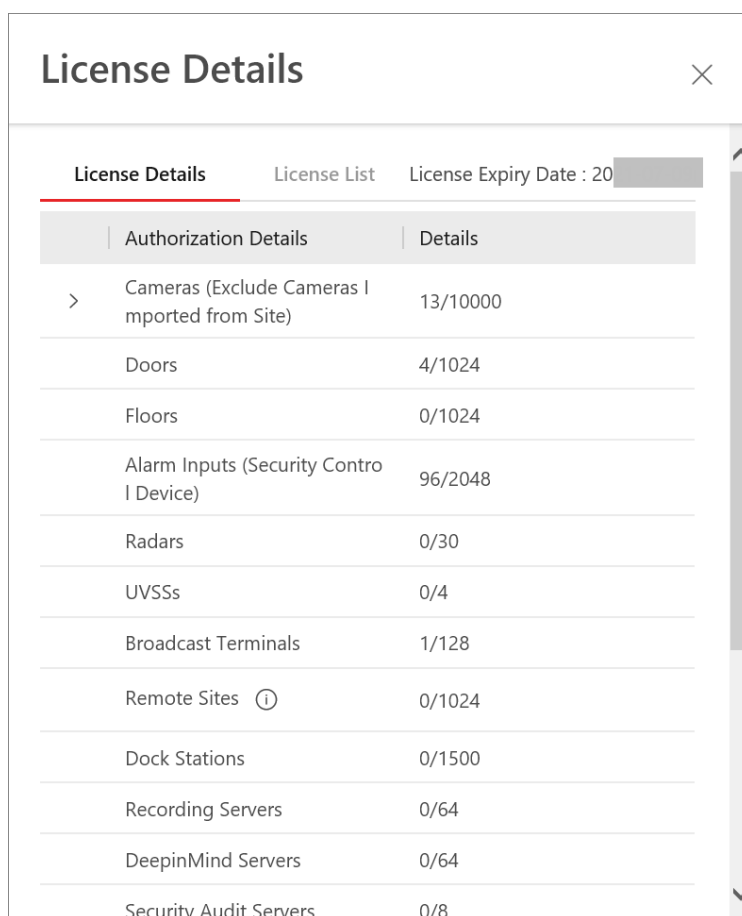 License Details
License Details License List License Expiry Date : 20
Authorization Details Details
Cameras (Exclude Cameras I
mported from Site) 13/10000
Doors 4/1024
Floors 0/1024
Alarm Inputs (Security Contro
l Device) 96/2048
Radars 0/30
UVSSs 0/4
Broadcast Terminals 1/128
Remote Sites 0/1024
Dock Stations 0/1500
Recording Servers 0/64
DeepinMind Servers 0/64
Security Audit Servers 0/8